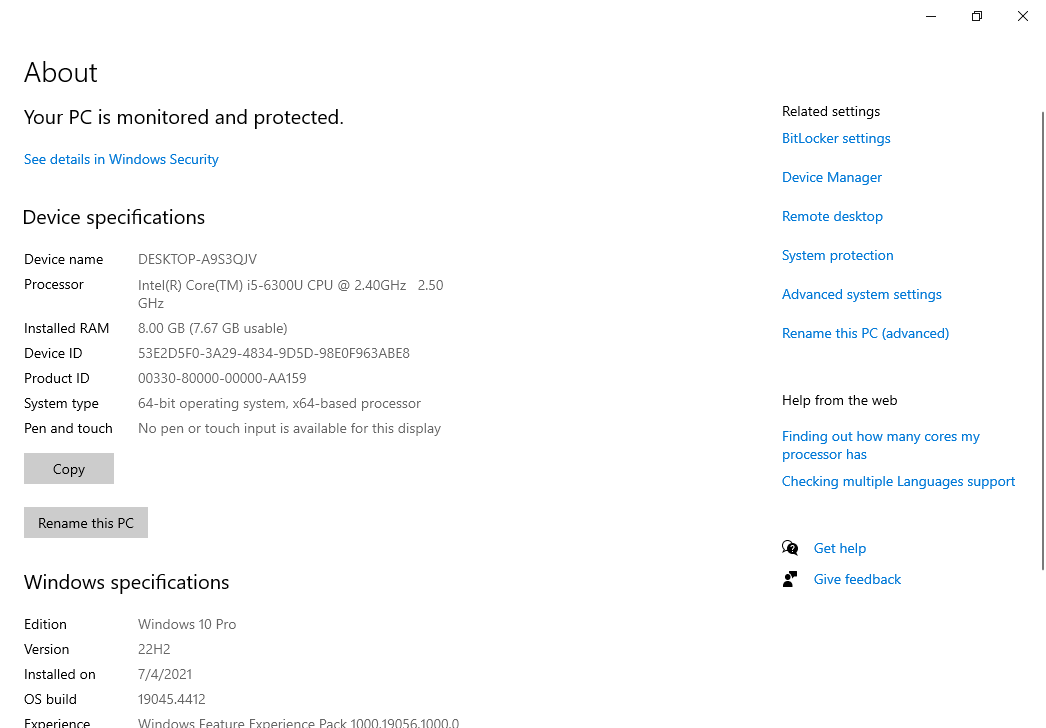 About
Your PC is monitored and protected.
See details in Windows Security
Device specifications
Device name DESKTOP-A9S3QJV
Processor Intel(R) Core(TM) i5-6300U CPU @ 2.40GHz 2.50
GHz
Installed RAM 8.00 GB (7.67 GB usable)
Device ID 53E2D5F0-3A29-4834-9D5D-98E0F963ABE8
Product ID 00330-80000-00000-AA159
System type 64-bit operating system, x64-based processor
Pen and touch No pen or touch input is available for this display
Copy
Rename this PC
Windows specifications
Edition Windows 10 Pro
Version 22H2
Installed on 7/4/2021
OS build 19045.4412
Experience Windows Feature Experience Pack 1000.19056.1000.0
Related settings
BitLocker settings
Device Manager
Remote desktop
System protection
Advanced system settings
Rename this PC (advanced)
Help from the web
Finding out how many cores my
processor has
Checking multiple Languages support
Get help
Give feedback